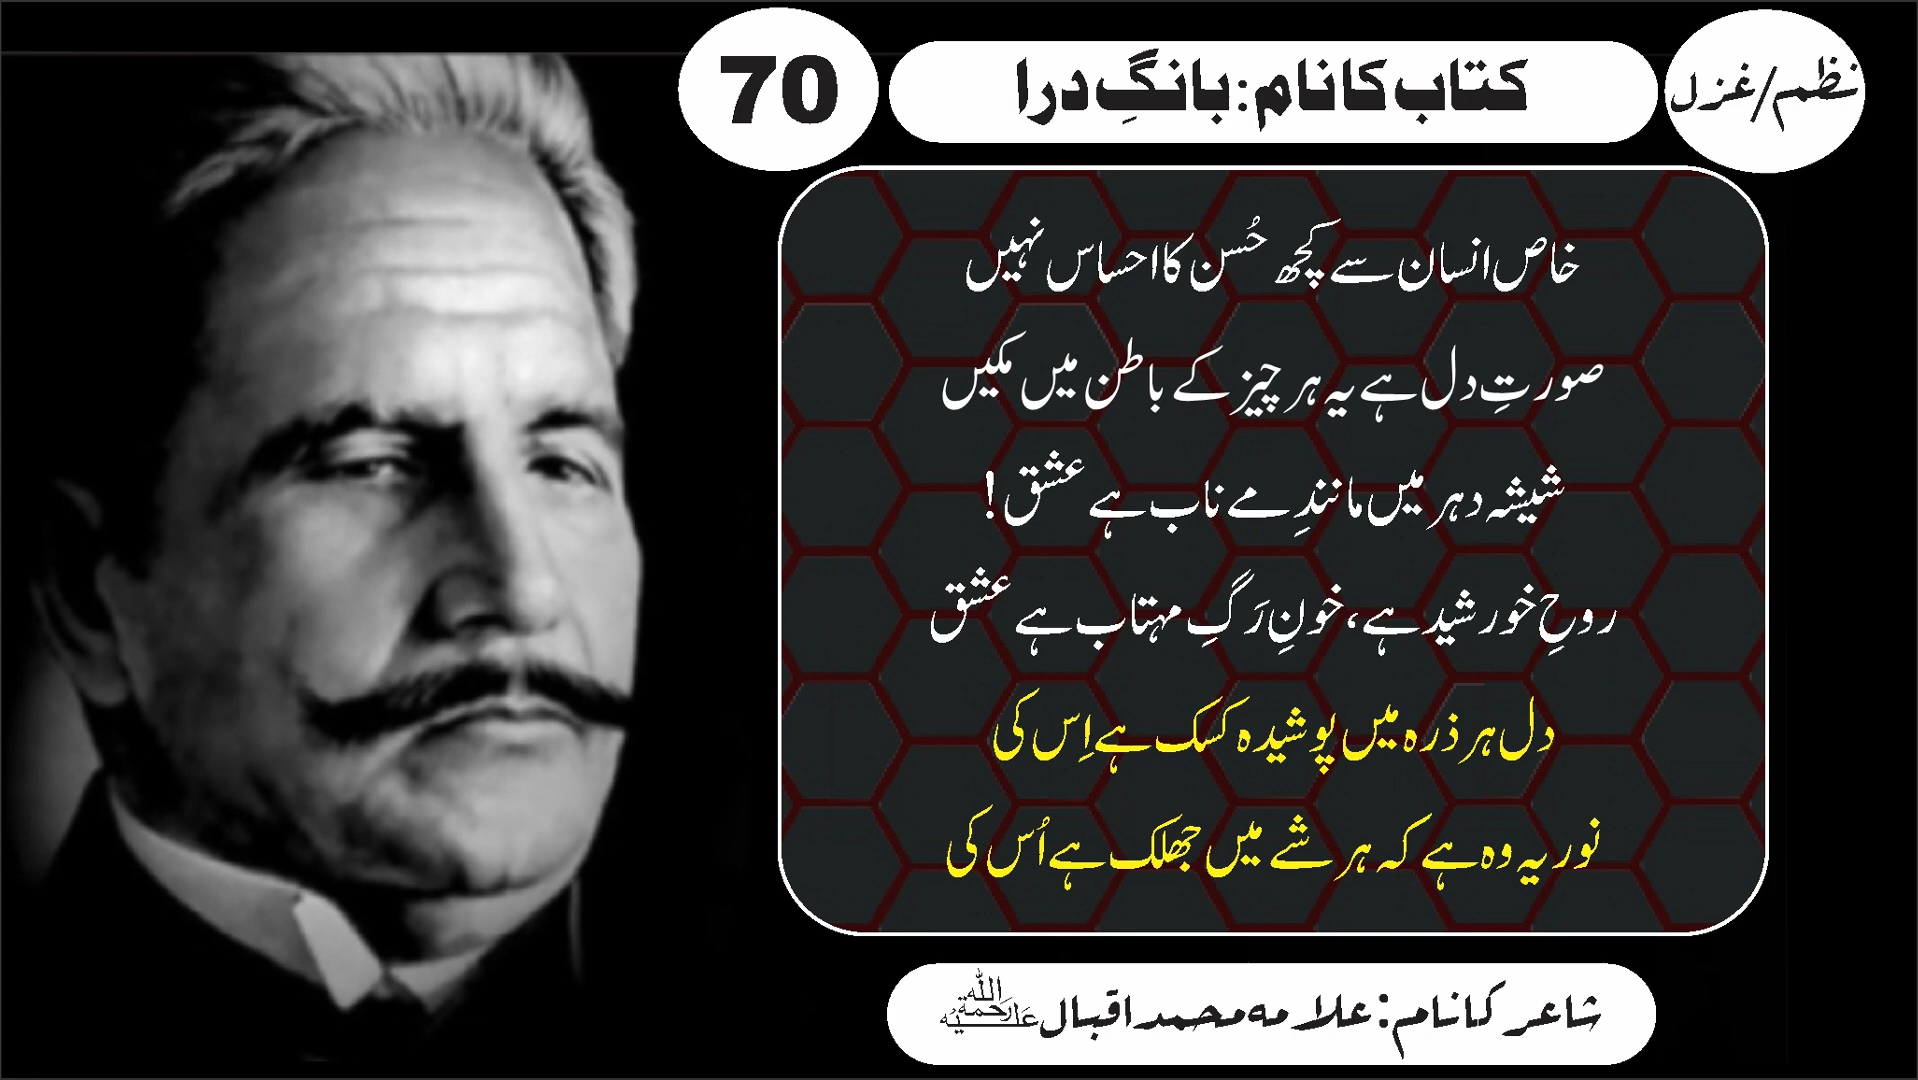 نظم/غزل
کتاب کا نام: بانگِ درا
70
خاص انسان سے کچھ حُسن کا احساس نہیں
صورتِ دل ہے یہ ہر چیز کے باطن میں مکیں
شیشہ دہر میں مانندِ مے ناب ہے عشق!
روحِ خورشید ہے، خونِ رَگِ مہتاب ہے عشق
دل ہر ذرہ میں پوشیدہ کسک ہے اِس کی
نور یہ وہ ہے کہ ہر شے میں جھلک ہے اُس کی
شاعر کا نام: علامہ محمد اقبال رحمۃ اللہ علیہ